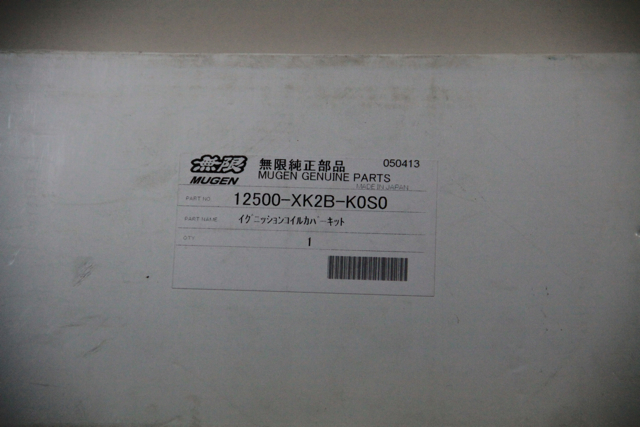 無限 無限純正部品 050413
MUGEN MUGEN GENUINE PARTS
MADE IN JAPAN
PART NO. 12500-XK2B-K0S0
PART NAME ｲｸﾞﾆｯｼｮﾝｺｲﾙｶﾊﾞｰｷｯﾄ
QTY 1